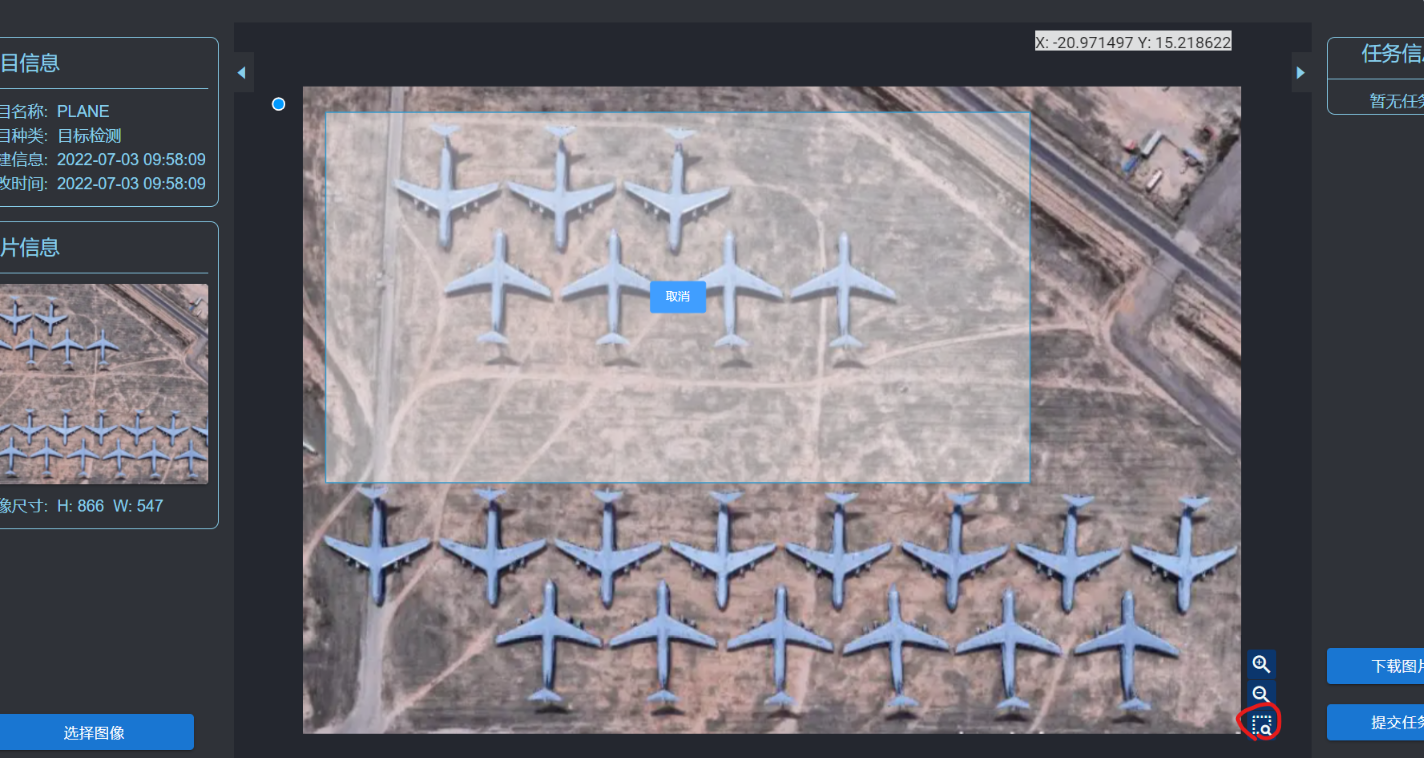 目信息
目名称: PLANE
目种类: 目标检测
建信息: 2022-07-03 09:58:09
改时间: 2022-07-03 09:58:09
片信息
像尺寸: H: 866 W: 547
选择图像
X: -20.971497 Y: 15.218622
取消
任务信息
暂无任务
下载图片
提交任务